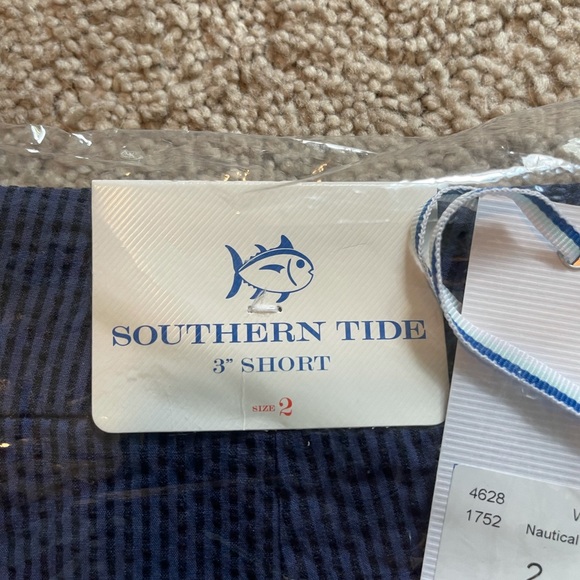 SOUTHERN TIDE
3" SHORT
SIZE 2
4628
1752 Nautical
2